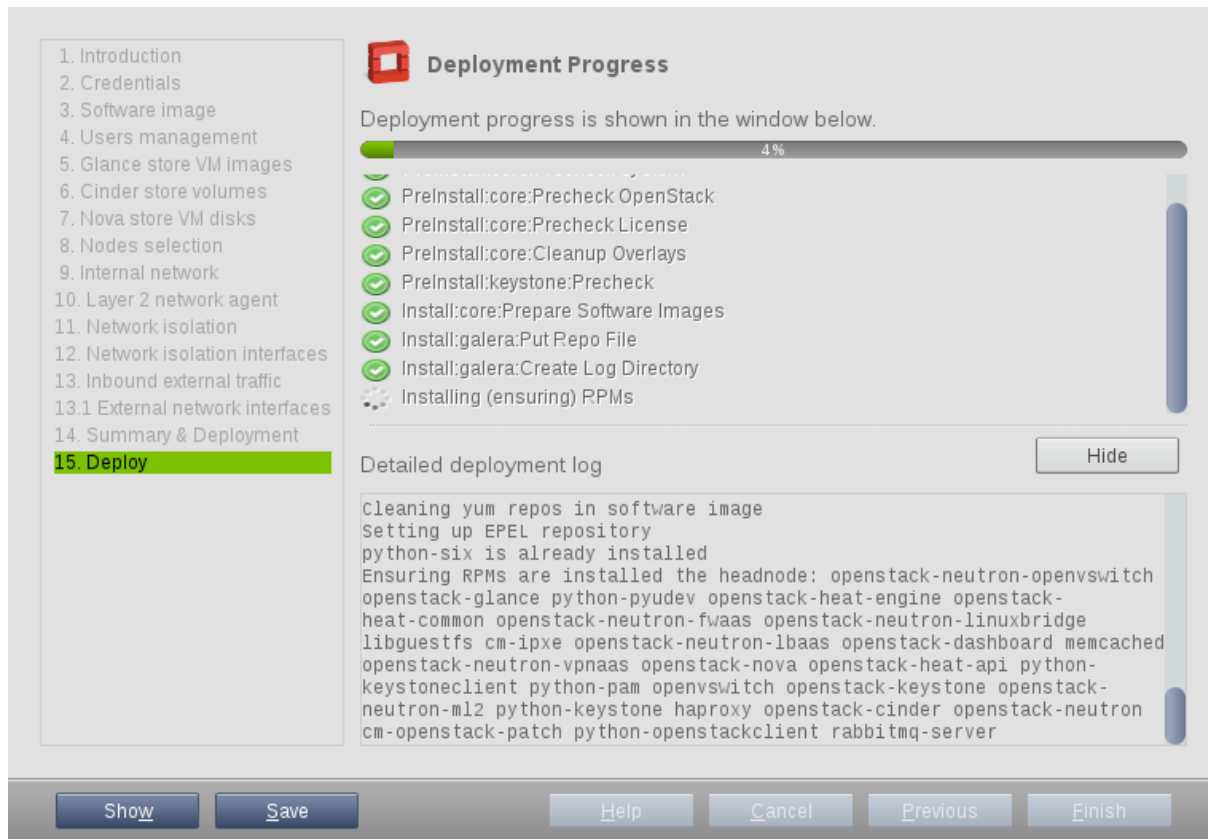 1. Introduction
2. Credentials
3. Software image
4. Users management
5. Glance store VM images
6. Cinder store volumes
7. Nova store VM disks
8. Nodes selection
9. Internal network
10. Layer 2 network agent
11. Network isolation
12. Network isolation interfaces
13. Inbound external traffic
13.1 External network interfaces
14. Summary & Deployment
15. Deploy
Deployment Progress
Deployment progress is shown in the window below.
4%
PreInstall:core:Precheck OpenStack
PreInstall:core:Precheck License
PreInstall:core:Cleanup Overlays
PreInstall:keystone:Precheck
Install:core:Prepare Software Images
Install:galera:Put Repo File
Install:galera:Create Log Directory
Installing (ensuring) RPMs
Detailed deployment log
Hide
Cleaning yum repos in software image
Setting up EPEL repository
python-six is already installed
Ensuring RPMs are installed the headnode: openstack-neutron-openvswitch
openstack-glance python-pyudev openstack-heat-engine openstack-
heat-common openstack-neutron-fwaas openstack-neutron-linuxbridge
libguestfs cm-ipxe openstack-neutron-lbaas openstack-dashboard memcached
openstack-neutron-vpnaas openstack-nova openstack-heat-api python-
keystoneclient python-pam openvswitch openstack-keystone openstack-
neutron-ml2 python-keystone haproxy openstack-cinder openstack-neutron
cm-openstack-patch python-openstackclient rabbitmq-server
Show
Save
Help
Cancel
Previous
Finish